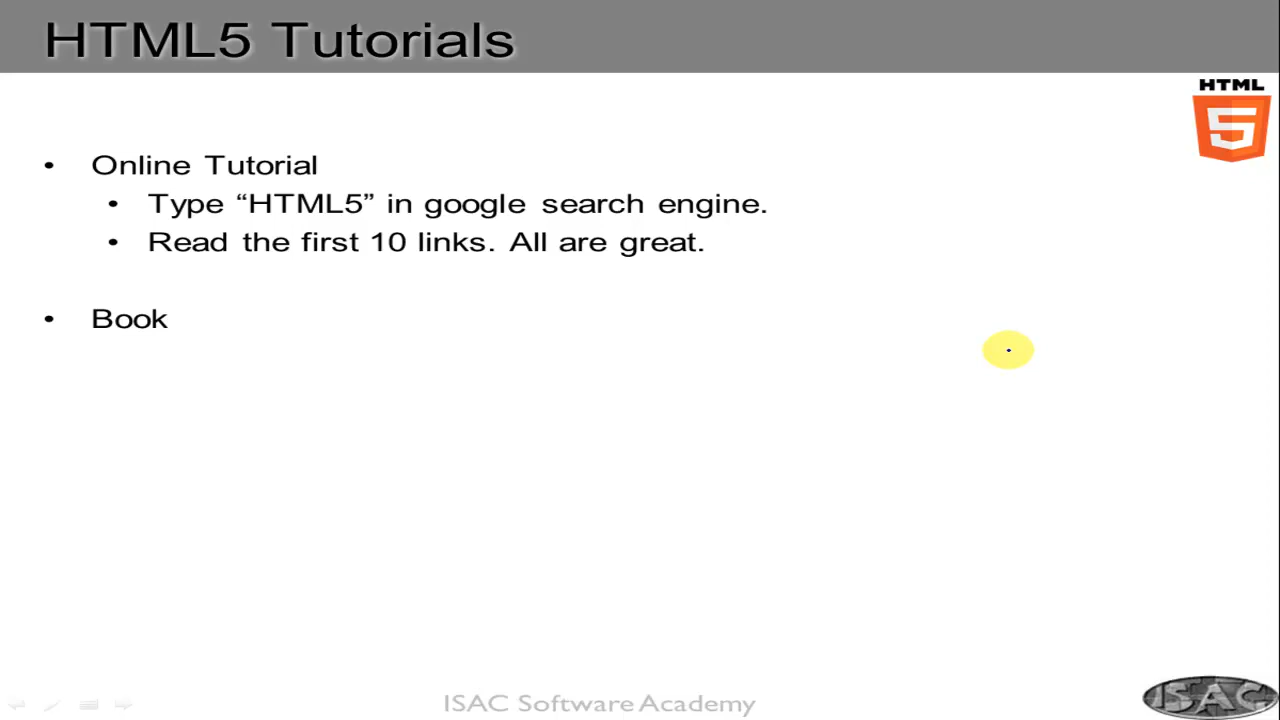 HTML5 Tutorials
HTML
5
• Online Tutorial
• Type “HTML5” in google search engine.
• Read the first 10 links. All are great.
• Book
ISAC Software Academy
ISAC